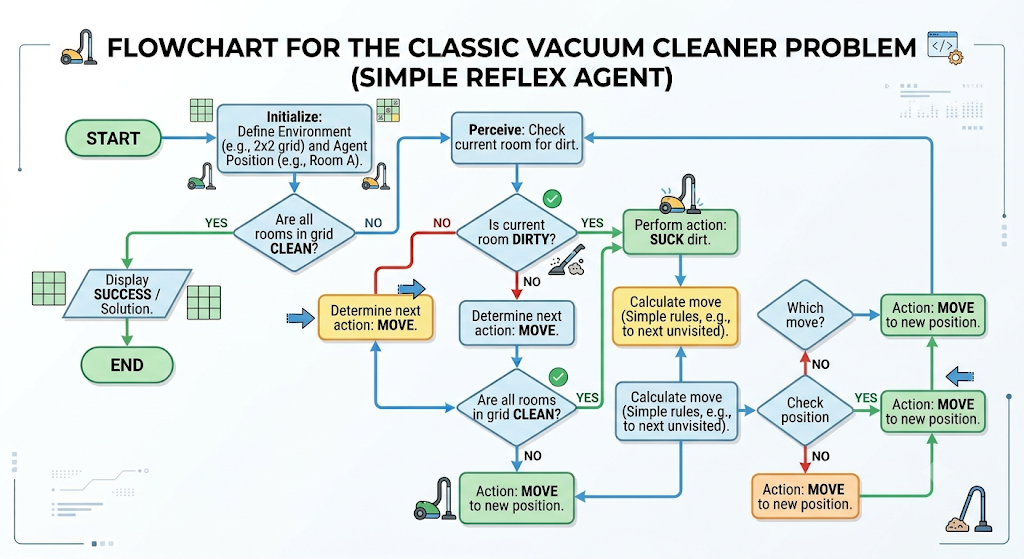 FLOWCHART FOR THE CLASSIC VACUUM CLEANER PROBLEM
(SIMPLE REFLEX AGENT)
START
Initialize:
Define Environment
(e.g., 2x2 grid) and Agent
Position (e.g., Room A).
Perceive: Check
current room for dirt.
YES
Are all
rooms in grid
CLEAN?
NO
NO
Is current
room DIRTY?
YES
Perform action:
SUCK dirt.
NO
Display
SUCCESS /
Solution.
END
Determine next
action: MOVE.
Determine next
action: MOVE.
Calculate move
(Simple rules, e.g.,
to next unvisited).
Which
move?
Action: MOVE
to new position.
NO
Are all rooms
in grid CLEAN?
YES
Calculate move
(Simple rules, e.g.,
to next unvisited).
Check
position
YES
Action: MOVE
to new position.
NO
NO
Action: MOVE
to new position.
Action: MOVE
to new position.